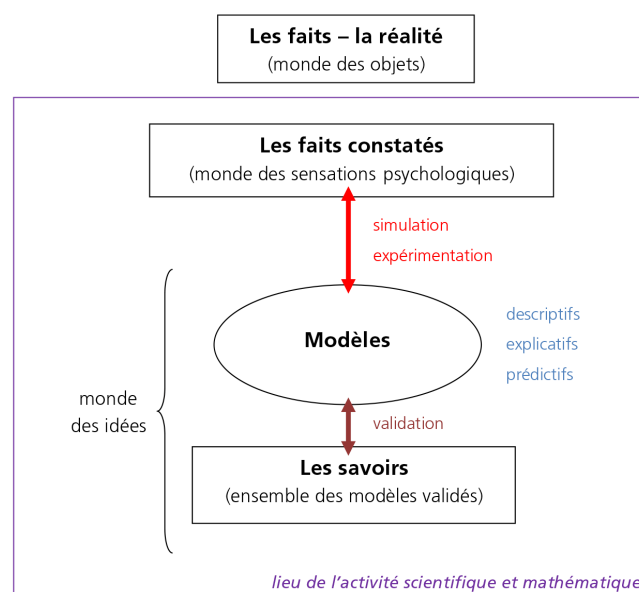 Les faits – la réalité
(monde des objets)
Les faits constatés
(monde des sensations psychologiques)
simulation
expérimentation
descriptifs
Modèles
explicatifs
prédictifs
monde
des idées
validation
Les savoirs
(ensemble des modèles validés)
lieu de l'activité scientifique et mathématique